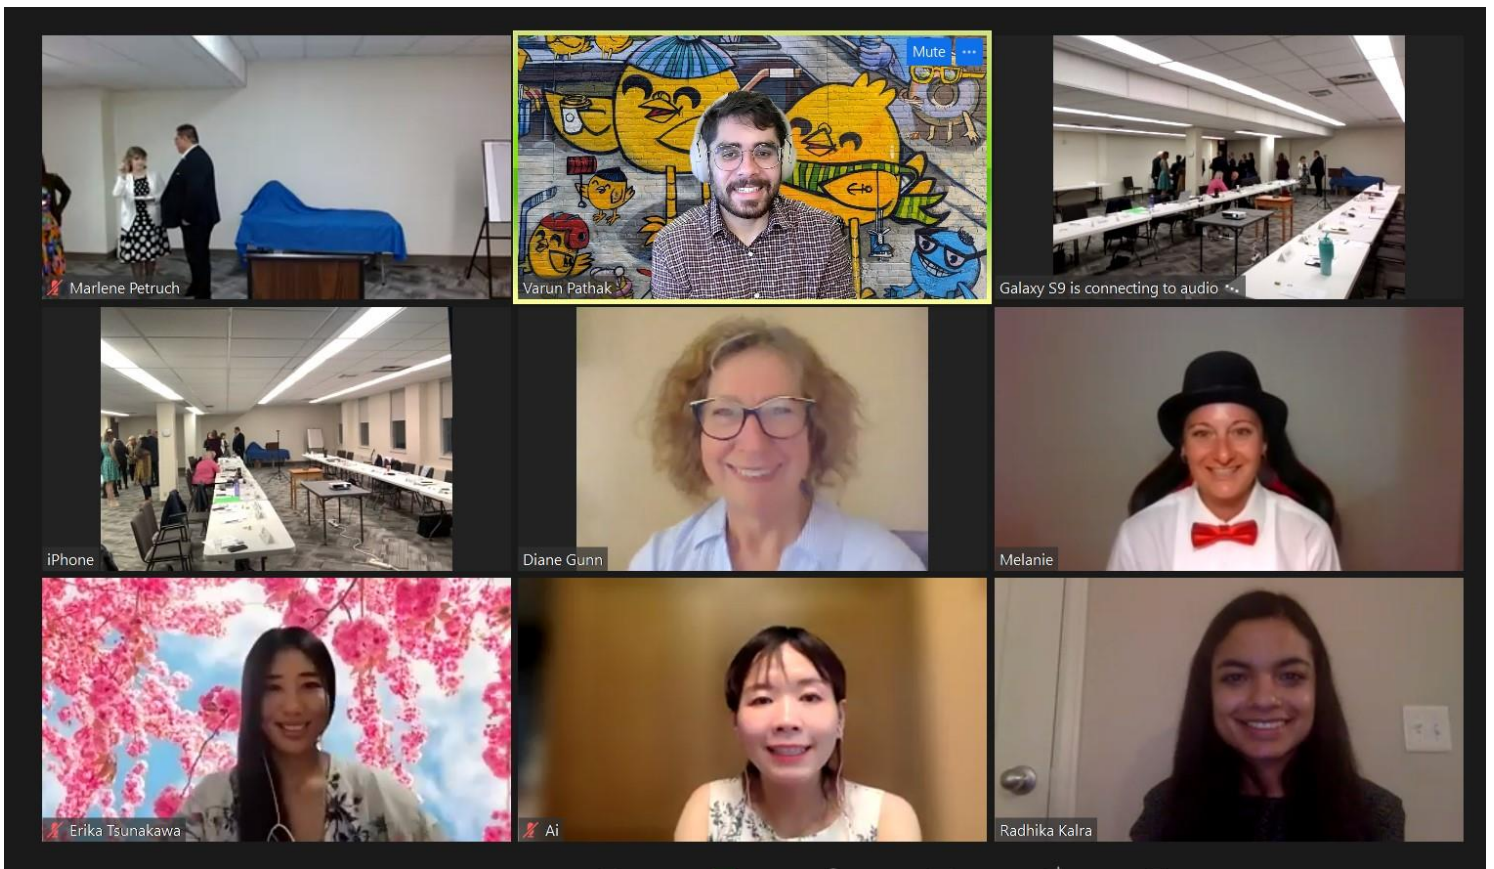 Mute ...
Marlene Petruch
Varun Pathak
Galaxy S9 is connecting to audio ...
iPhone
Diane Gunn
Melanie
Erika Tsunakawa
Ai
Radhika Kalra